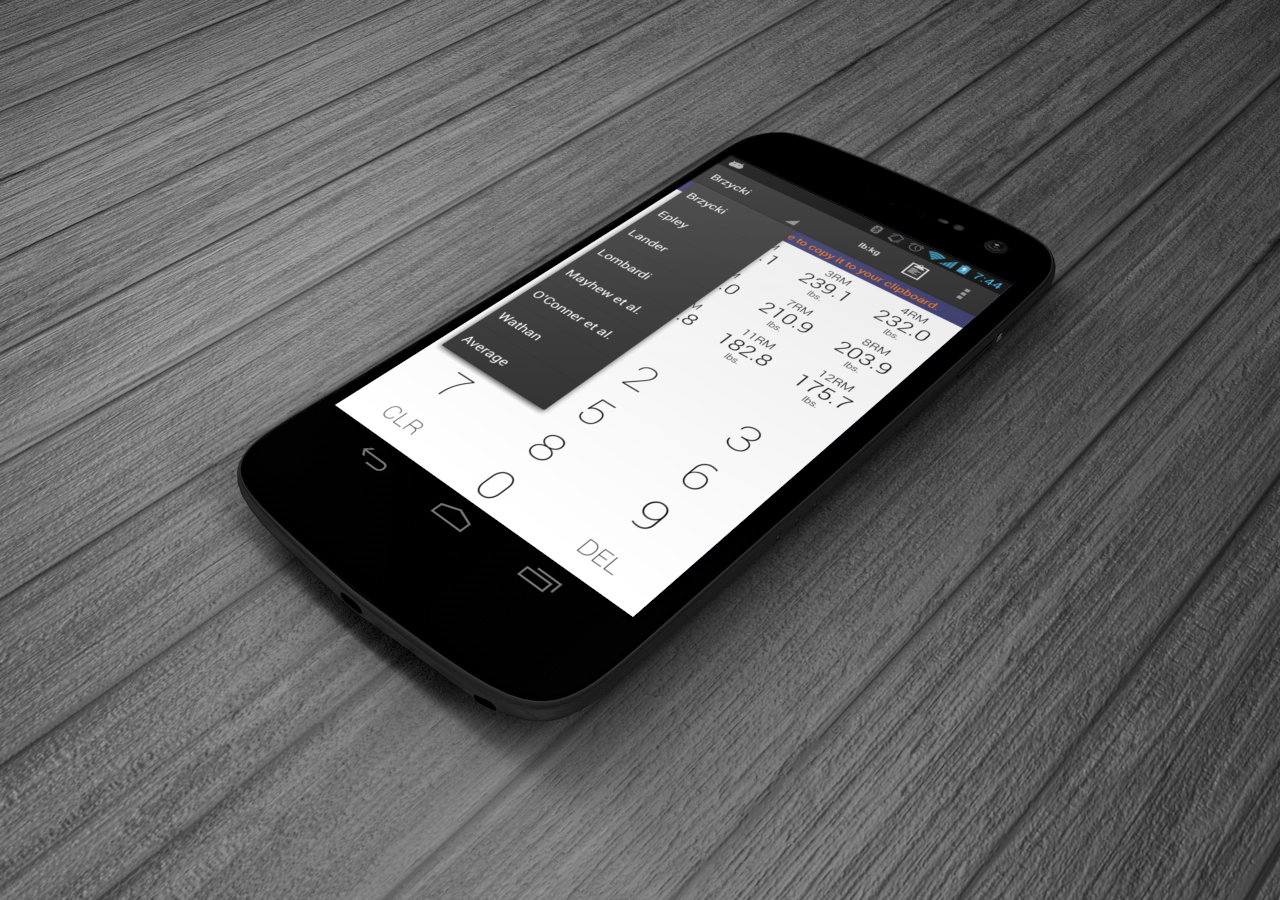 7:44
Brzycki
lb:kg
e to copy it to your clipboard.
Brzycki
Epley
Lander
Lombardi
Mayhew et al.
O'Conner et al.
Wathan
Average
3RM 4RM
.1 239.1 232.0
lbs. lbs.
7RM 8RM
.0 210.9 203.9
lbs. lbs.
M 11RM 12RM
.8 182.8 175.7
lbs. lbs.
2 3
5 6
7 8 9
CLR 0 DEL